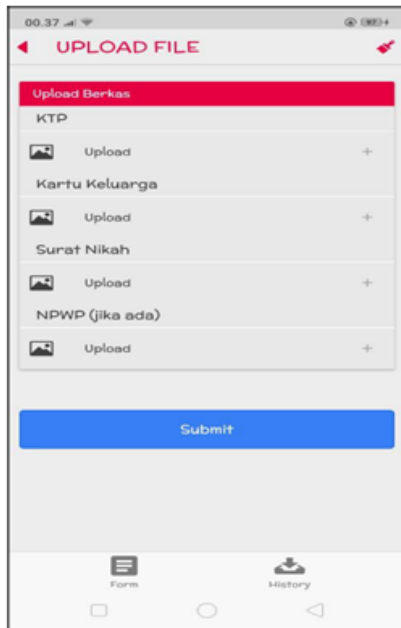 00.37
UPLOAD FILE
Upload Berkas
KTP
Upload
Kartu Keluarga
Upload
Surat Nikah
Upload
NPWP (jika ada)
Upload
Submit
Form
History